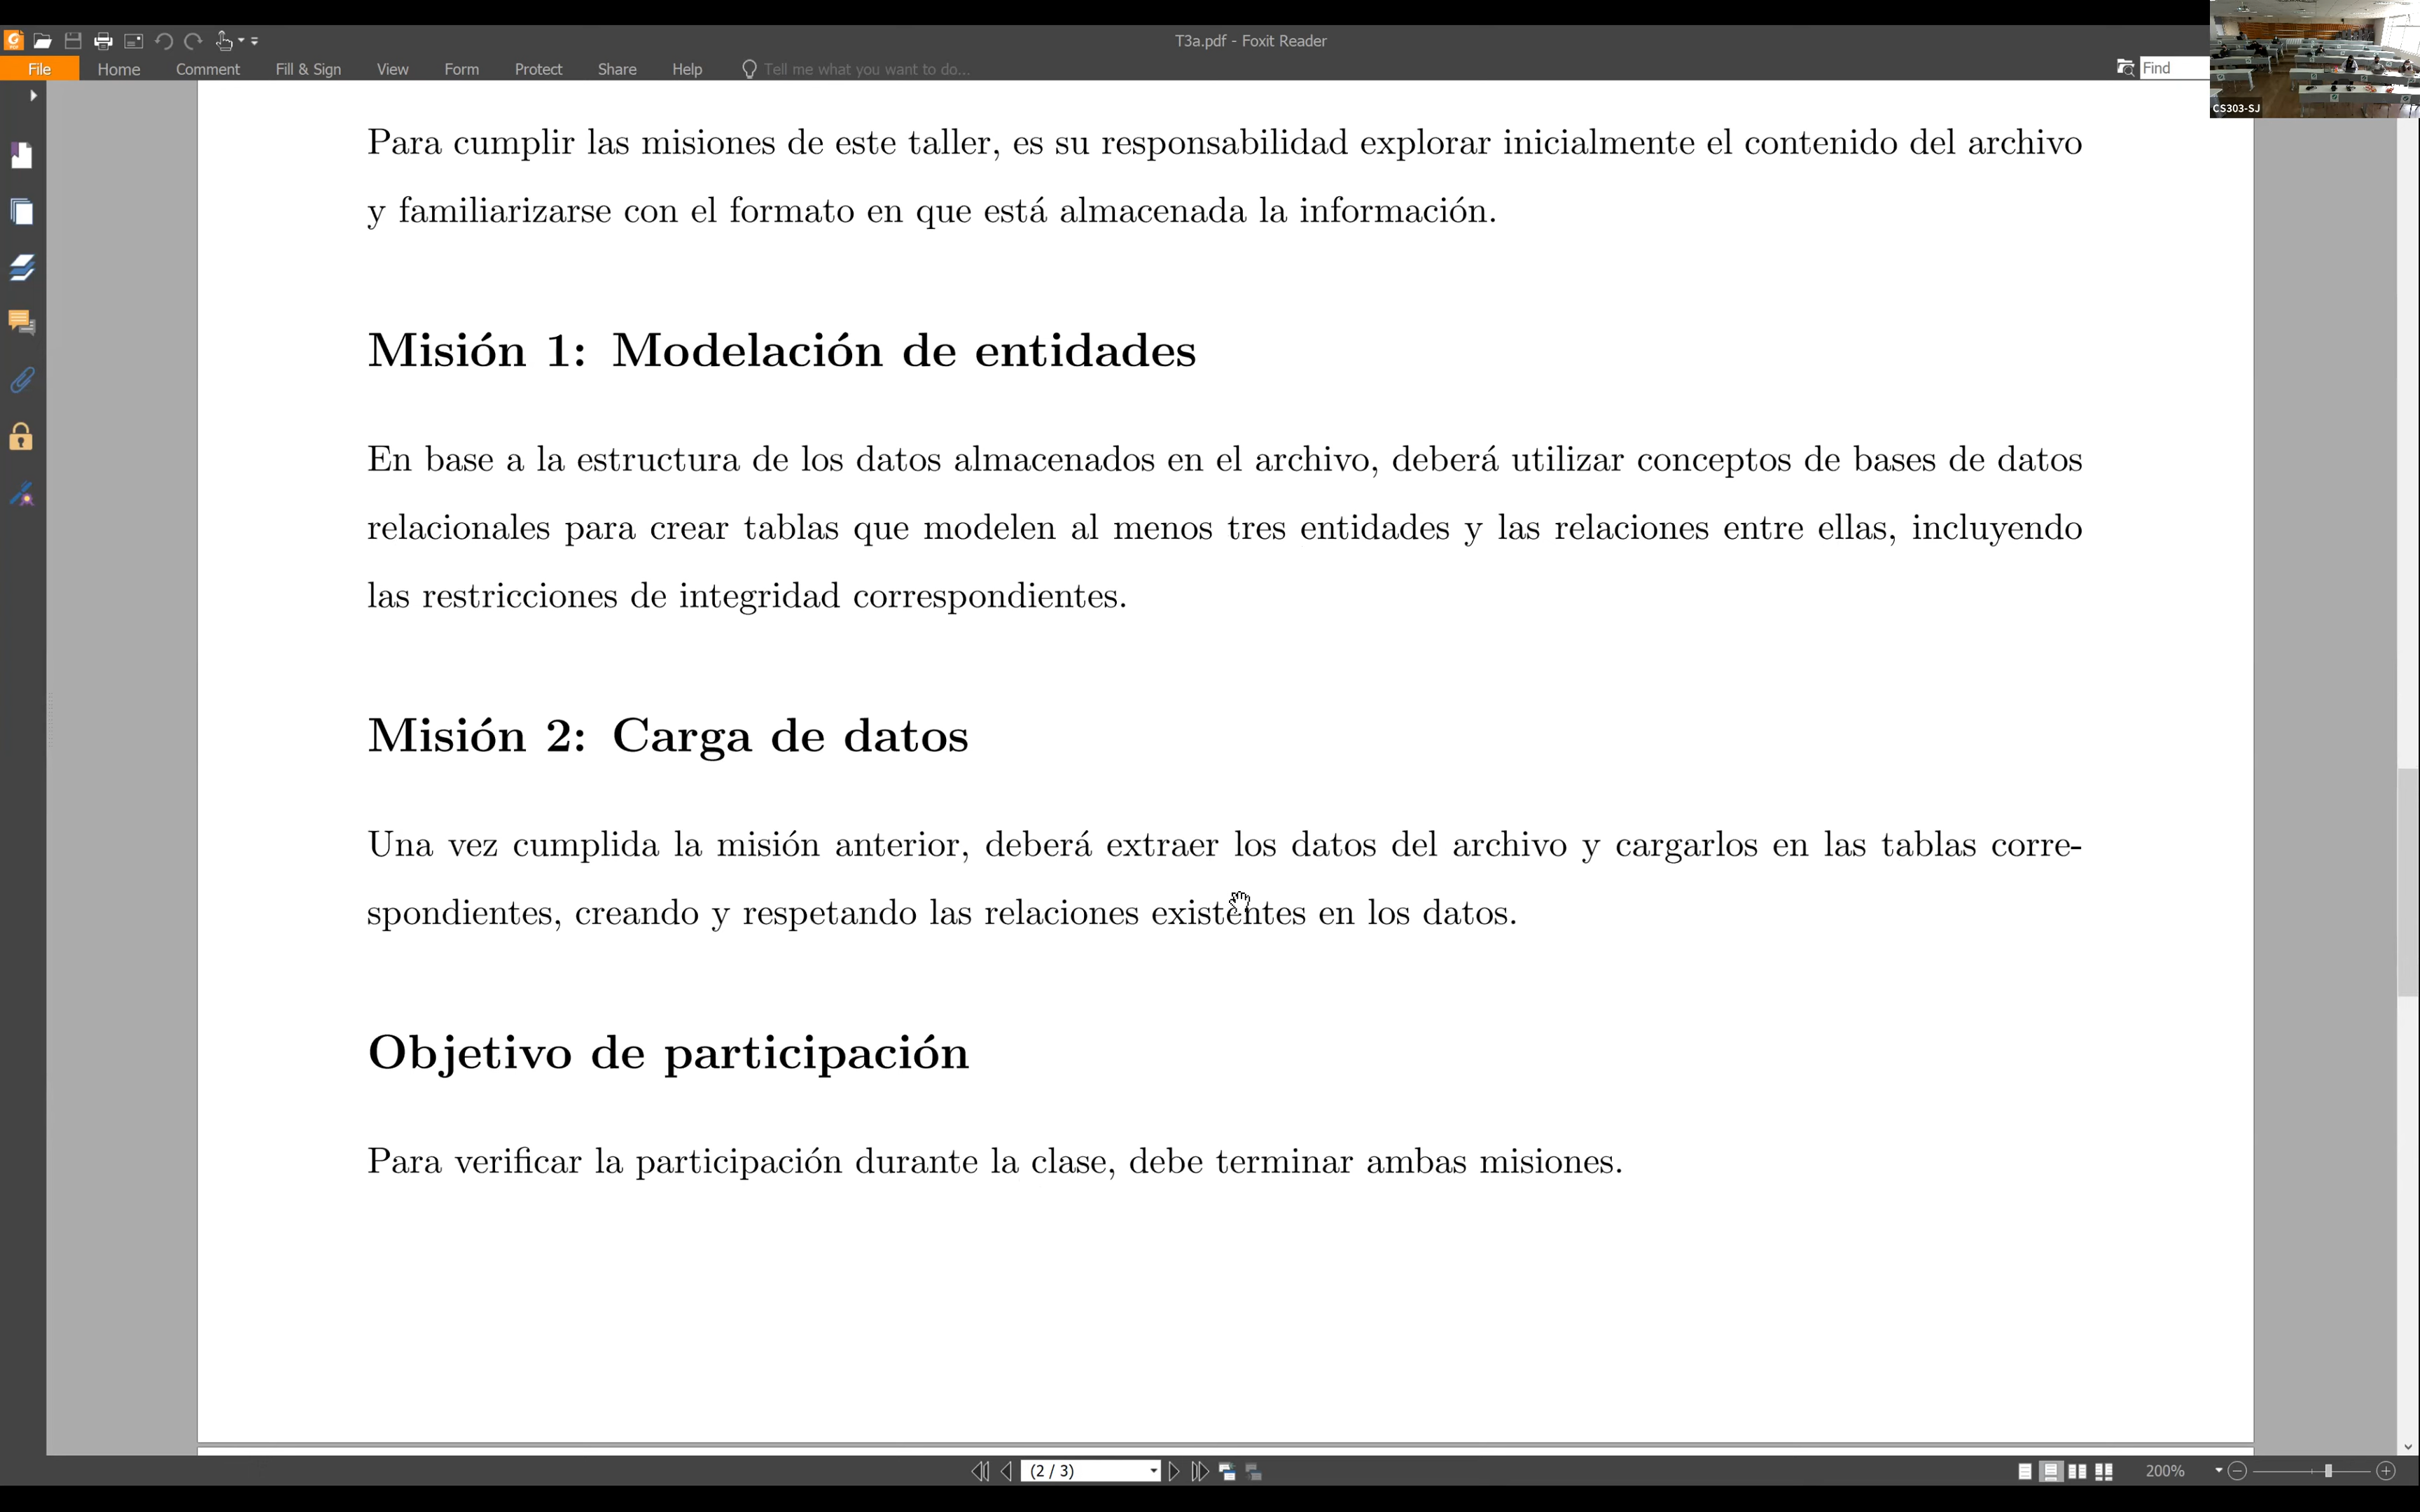 T3a.pdf - Foxit Reader
File Home Comment Fill & Sign View Form Protect Share Help Tell me what you want to do... Find
CS303-SJ
Para cumplir las misiones de este taller, es su responsabilidad explorar inicialmente el contenido del archivo
y familiarizarse con el formato en que está almacenada la información.
Misión 1: Modelación de entidades
En base a la estructura de los datos almacenados en el archivo, deberá utilizar conceptos de bases de datos
relacionales para crear tablas que modelen al menos tres entidades y las relaciones entre ellas, incluyendo
las restricciones de integridad correspondientes.
Misión 2: Carga de datos
Una vez cumplida la misión anterior, deberá extraer los datos del archivo y cargarlos en las tablas corre-
spondientes, creando y respetando las relaciones existentes en los datos.
Objetivo de participación
Para verificar la participación durante la clase, debe terminar ambas misiones.
(2 / 3)
200%